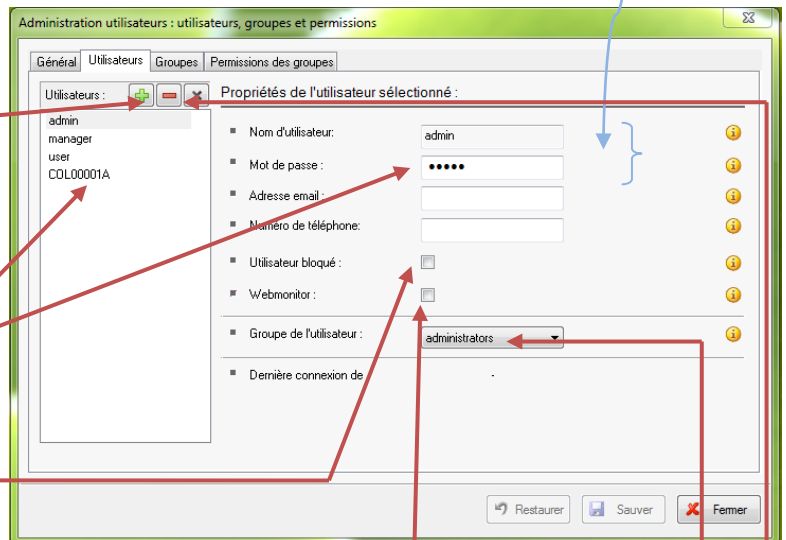 Administration utilisateurs : utilisateurs, groupes et permissions
Général Utilisateurs Groupes Permissions des groupes
Utilisateurs :
Propriétés de l'utilisateur sélectionné :
admin
manager
user
COL00001A
Nom d'utilisateur: admin
Mot de passe : •••••
Adresse email :
Numéro de téléphone:
Utilisateur bloqué :
Webmonitor :
Groupe de l'utilisateur : administrators
Dernière connexion de -
Restaurer Sauver Fermer